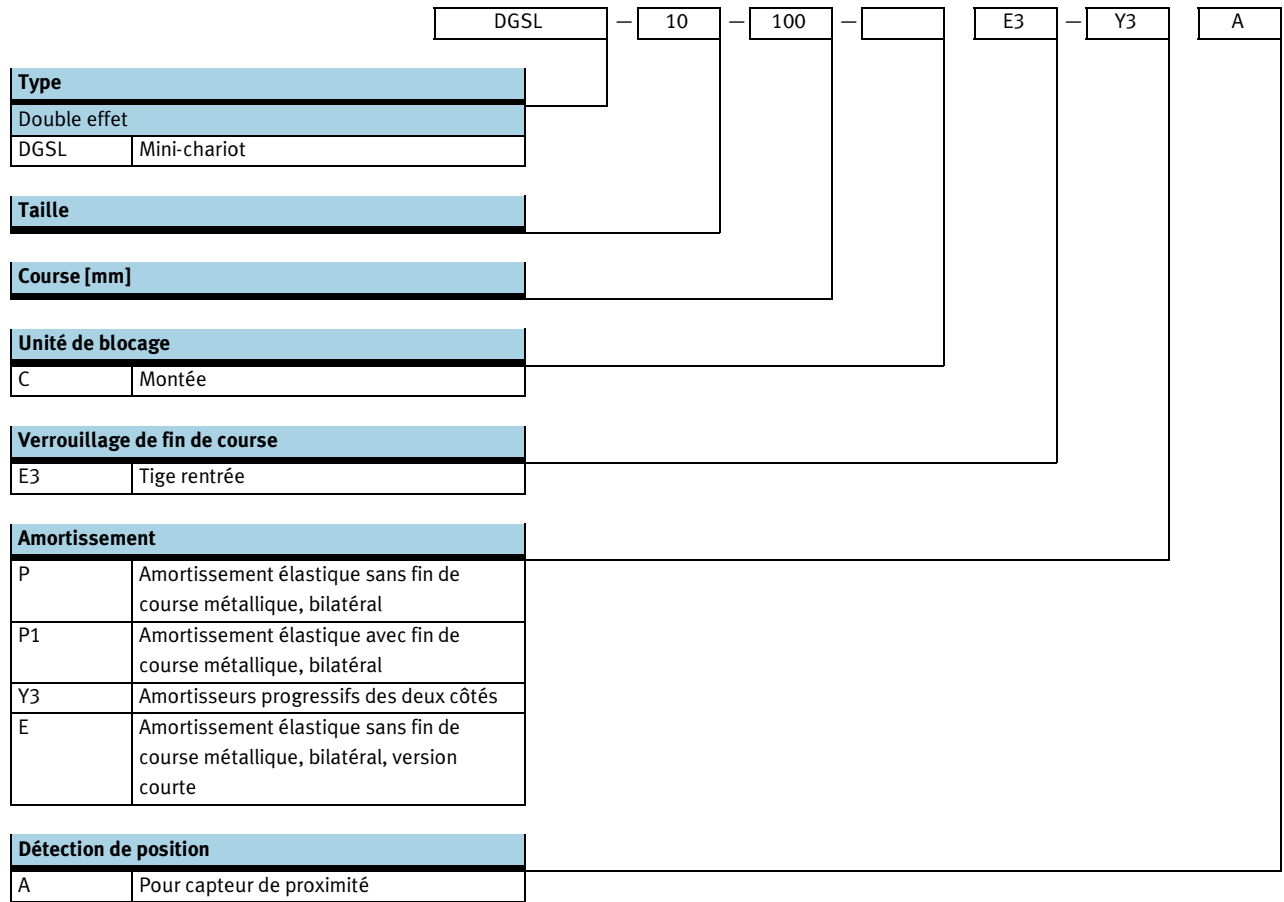 DGSL — 10 — 100 — E3 — Y3 A
Type
Double effet
DGSL Mini-chariot
Taille
Course [mm]
Unité de blocage
C Montée
Verrouillage de fin de course
E3 Tige rentrée
Amortissement
P Amortissement élastique sans fin de
course métallique, bilatéral
P1 Amortissement élastique avec fin de
course métallique, bilatéral
Y3 Amortisseurs progressifs des deux côtés
E Amortissement élastique sans fin de
course métallique, bilatéral, version
courte
Détection de position
A Pour capteur de proximité